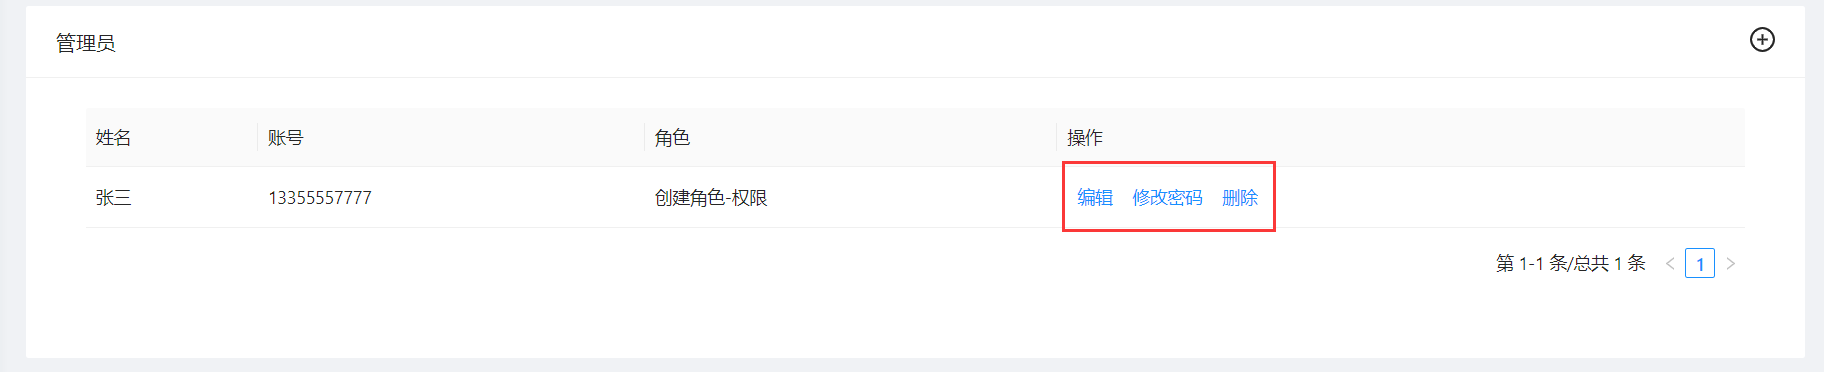 管理员
姓名 账号 角色 操作
张三 13355557777 创建角色-权限 编辑 修改密码 删除
第 1-1 条/总共 1 条 < 1 >